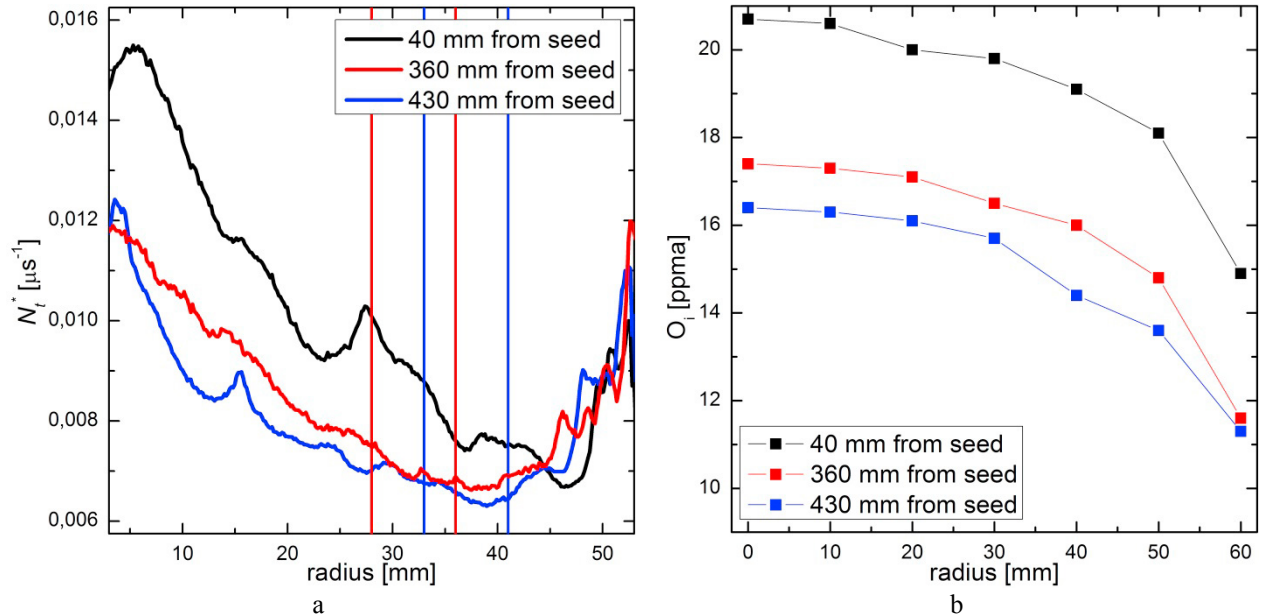 0,016
0,014
0,012
0,010
0,008
0,006
N_t^* [µs^-1]
40 mm from seed
360 mm from seed
430 mm from seed
10 20 30 40 50
radius [mm]
a
20
18
16
14
12
10
O_i [ppma]
40 mm from seed
360 mm from seed
430 mm from seed
0 10 20 30 40 50 60
radius [mm]
b